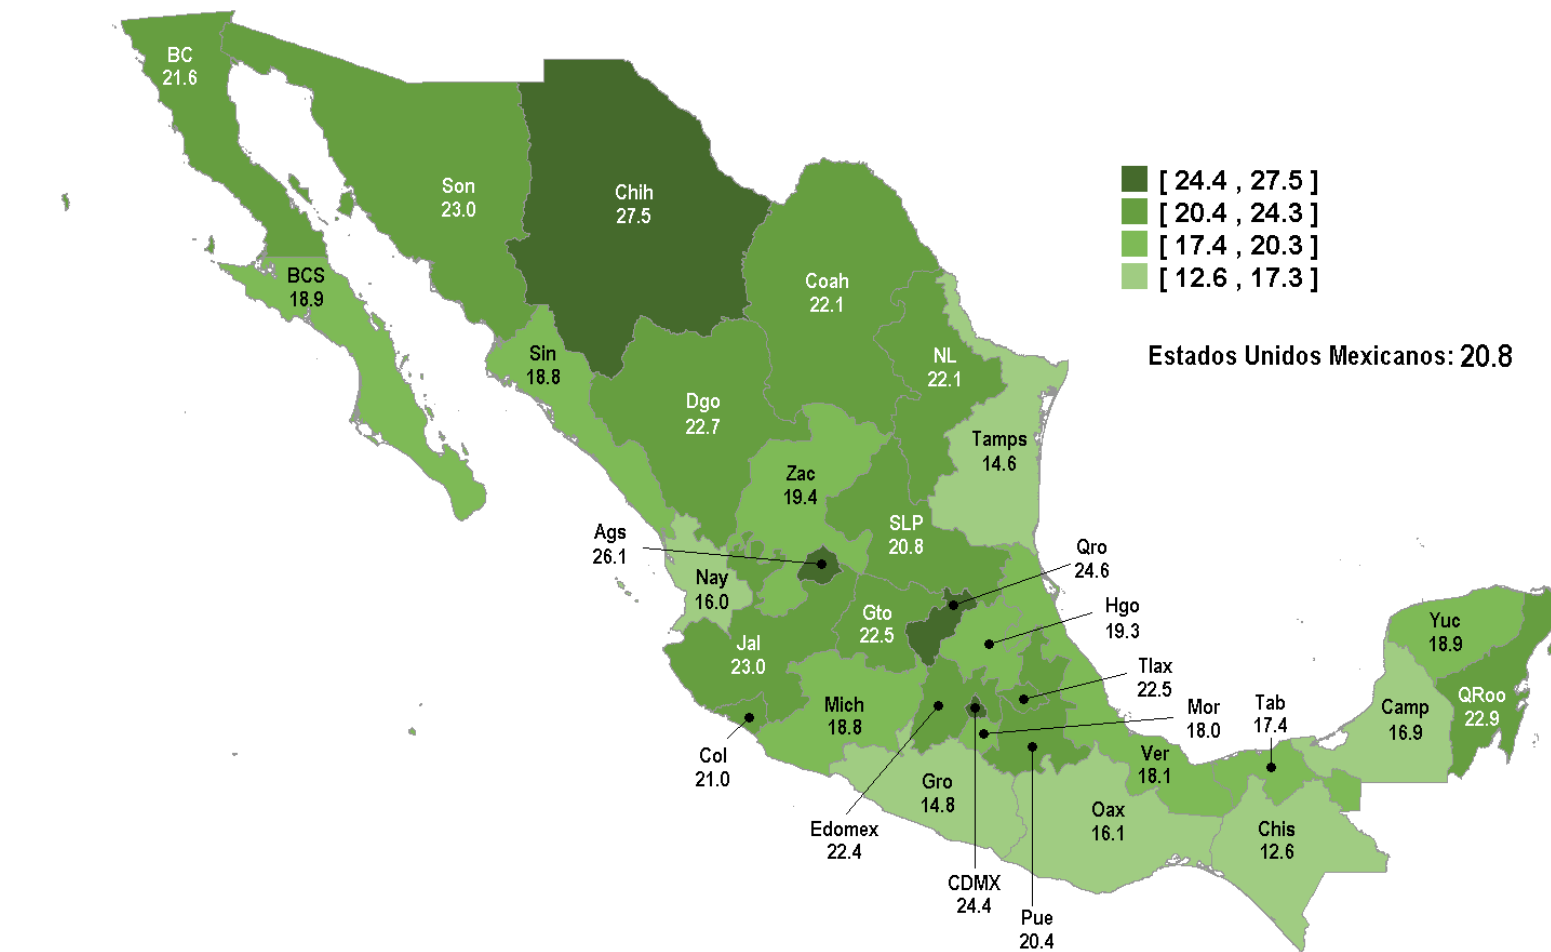 BC
21.6
Son
23.0
Chih
27.5
[ 24.4 , 27.5 ]
[ 20.4 , 24.3 ]
[ 17.4 , 20.3 ]
[ 12.6 , 17.3 ]
BCS
18.9
Coah
22.1
Estados Unidos Mexicanos: 20.8
Sin
18.8
NL
22.1
Dgo
22.7
Tamps
14.6
Zac
19.4
SLP
20.8
Ags
26.1
Qro
24.6
Nay
16.0
Gto
22.5
Hgo
19.3
Jal
23.0
Yuc
18.9
Tlax
22.5
QRoo
22.9
Mich
18.8
Mor
18.0
Tab
17.4
Camp
16.9
Col
21.0
Ver
18.1
Gro
14.8
Oax
16.1
Edomex
22.4
Chis
12.6
CDMX
24.4
Pue
20.4